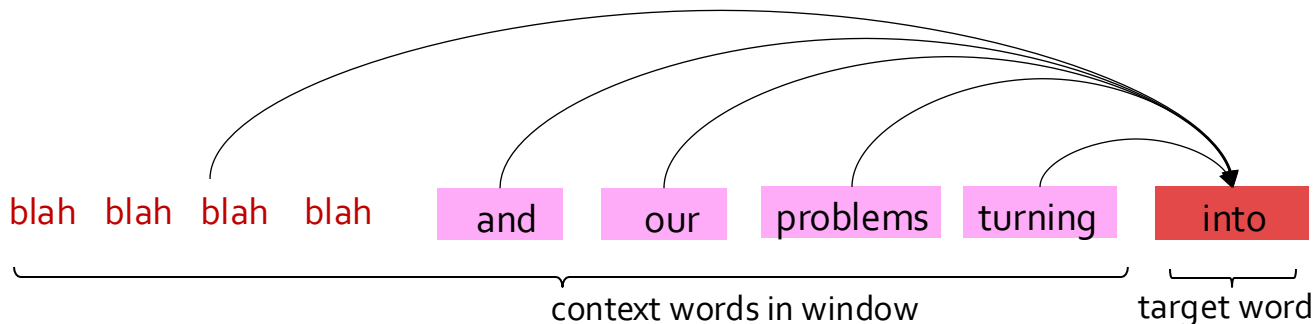 blah blah blah blah and our problems turning into
context words in window target word